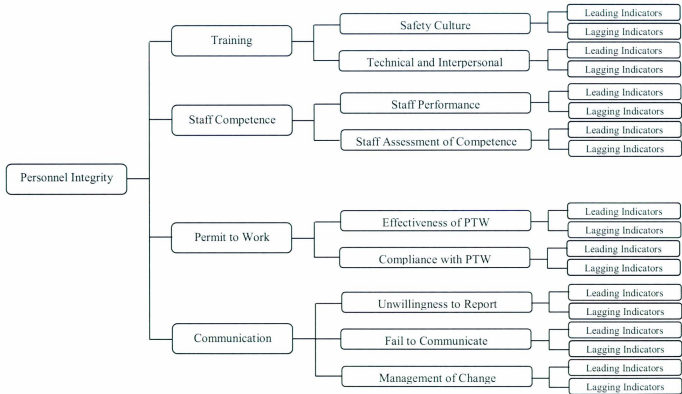 Personnel Integrity
Training
Safety Culture
Leading Indicators
Lagging Indicators
Technical and Interpersonal
Leading Indicators
Lagging Indicators
Staff Competence
Staff Performance
Leading Indicators
Lagging Indicators
Staff Assessment of Competence
Leading Indicators
Lagging Indicators
Permit to Work
Effectiveness of PTW
Leading Indicators
Lagging Indicators
Compliance with PTW
Leading Indicators
Lagging Indicators
Communication
Unwillingness to Report
Leading Indicators
Lagging Indicators
Fail to Communicate
Leading Indicators
Lagging Indicators
Management of Change
Leading Indicators
Lagging Indicators